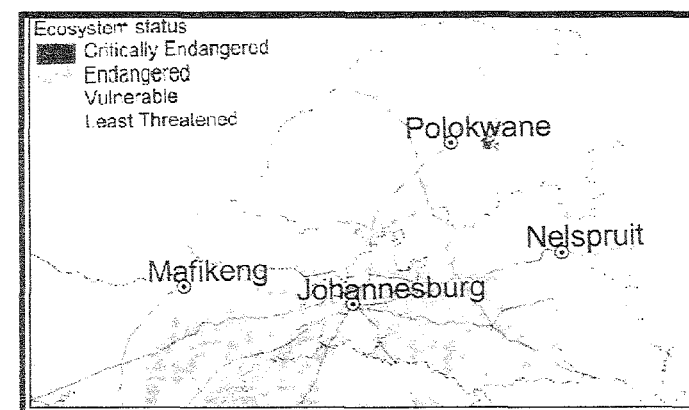 Ecosystem status
Critically Endangered
Endangered
Vulnerable
Least Threatened
Polokwane
Nelspruit
Mafikeng
Johannesburg